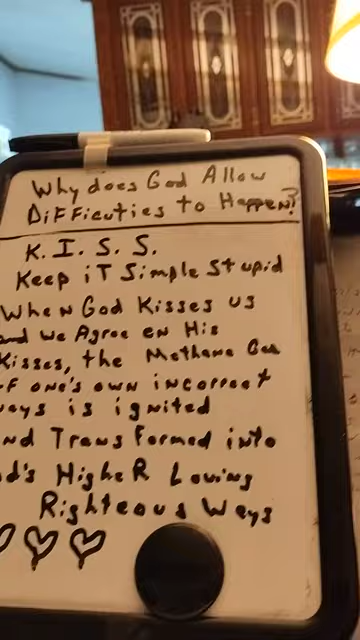 Why does God Allow
Difficuties to Happen?
K. I. S. S.
Keep iT Simple Stupid
When God Kisses us
and we Agree en His
Kisses, the Methane Gas
of one's own incorrect
ways is ignited
and Transformed into
God's Higher Loving
Righteous Ways